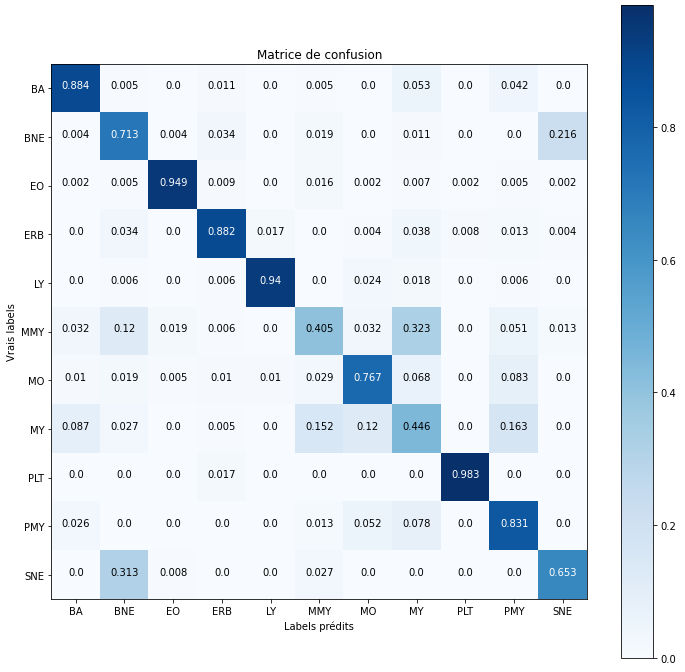 Matrice de confusion
BA 0.884 0.005 0.0 0.011 0.0 0.005 0.0 0.053 0.0 0.042 0.0
BNE 0.004 0.713 0.004 0.034 0.0 0.019 0.0 0.011 0.0 0.0 0.216
EO 0.002 0.005 0.949 0.009 0.0 0.016 0.002 0.007 0.002 0.005 0.002
ERB 0.0 0.034 0.0 0.882 0.017 0.0 0.004 0.038 0.008 0.013 0.004
LY 0.0 0.006 0.0 0.006 0.94 0.0 0.024 0.018 0.0 0.006 0.0
MMY 0.032 0.12 0.019 0.006 0.0 0.405 0.032 0.323 0.0 0.051 0.013
MO 0.01 0.019 0.005 0.01 0.01 0.029 0.767 0.068 0.0 0.083 0.0
MY 0.087 0.027 0.0 0.005 0.0 0.152 0.12 0.446 0.0 0.163 0.0
PLT 0.0 0.0 0.0 0.017 0.0 0.0 0.0 0.0 0.983 0.0 0.0
PMY 0.026 0.0 0.0 0.0 0.0 0.013 0.052 0.078 0.0 0.831 0.0
SNE 0.0 0.313 0.008 0.0 0.0 0.027 0.0 0.0 0.0 0.0 0.653
BA BNE EO ERB LY MMY MO MY PLT PMY SNE
Labels prédits
Vrais labels
0.8
0.6
0.4
0.2
0.0